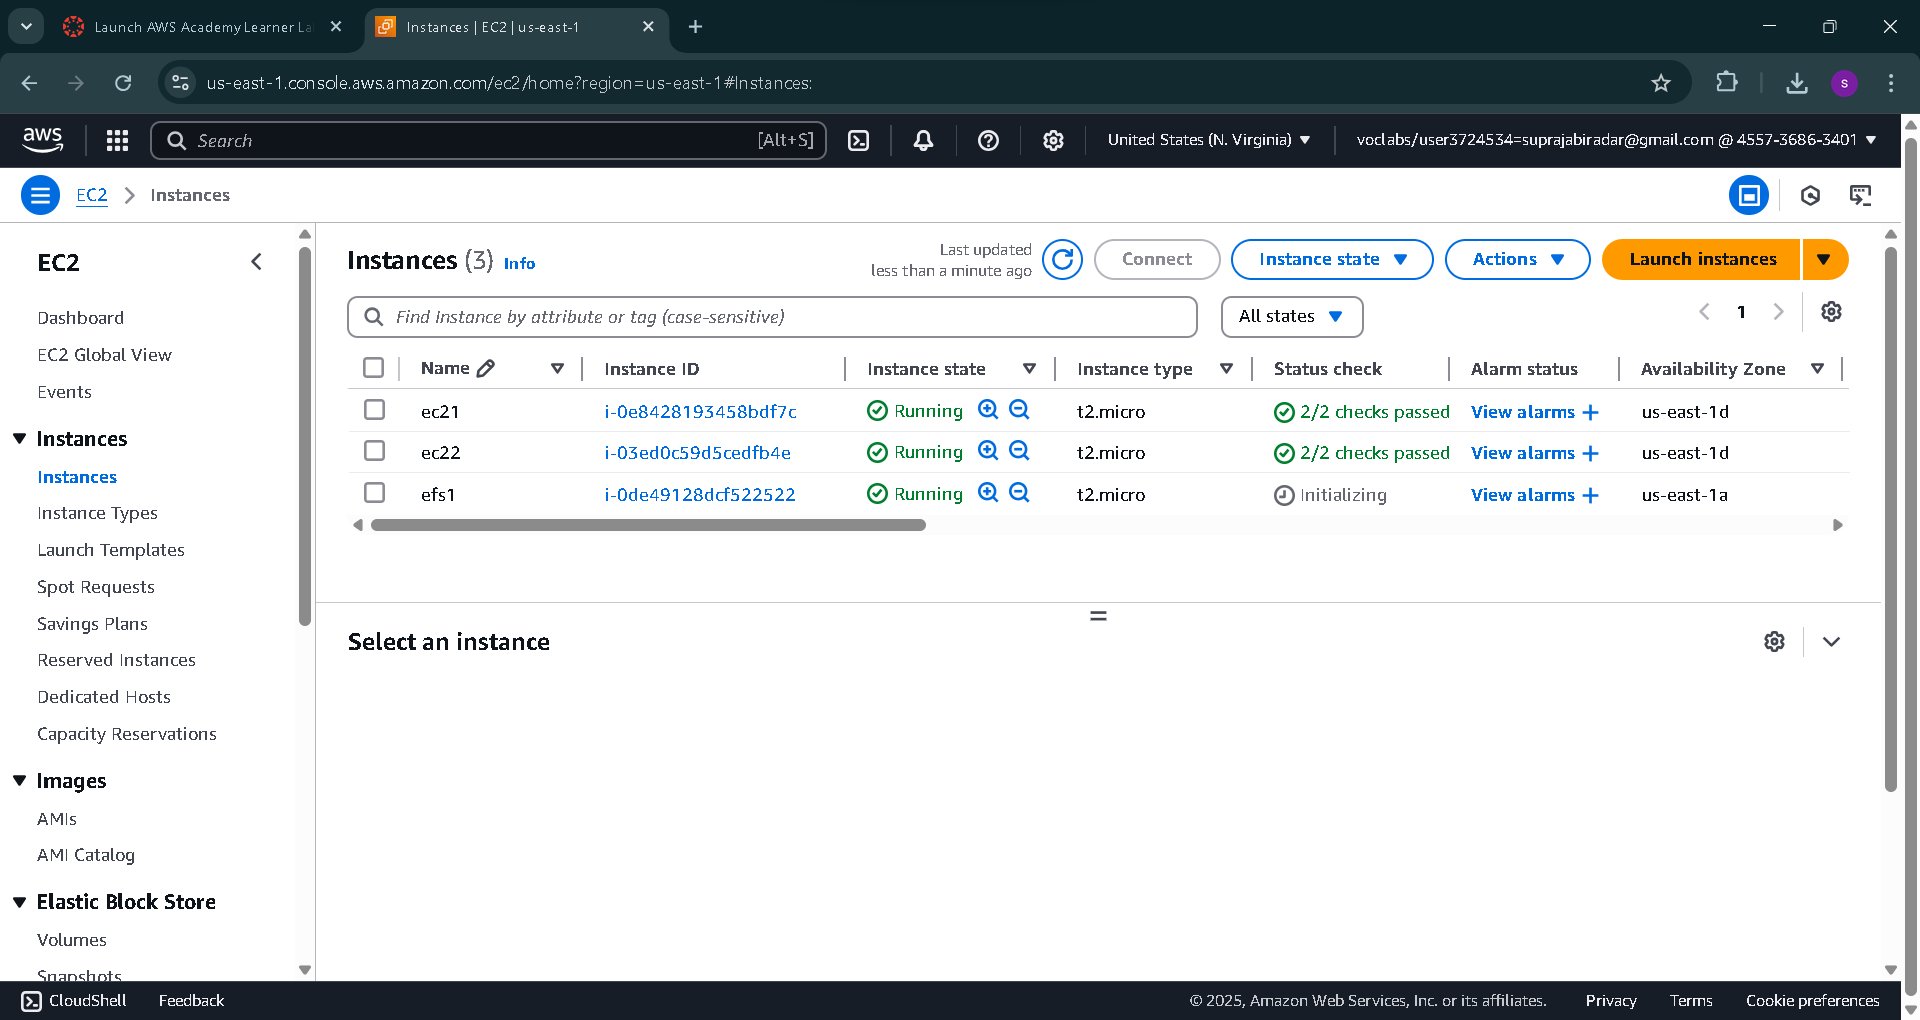 Launch AWS Academy Learner La
Instances | EC2 | us-east-1
us-east-1.console.aws.amazon.com/ec2/home?region=us-east-1#Instances:
S
aws
Search
[Alt+S]
United States (N. Virginia)
voclabs/user3724534=suprajabiradar@gmail.com @ 4557-3686-3401
EC2
Instances
EC2
Dashboard
EC2 Global View
Events
Instances
Instances
Instance Types
Launch Templates
Spot Requests
Savings Plans
Reserved Instances
Dedicated Hosts
Capacity Reservations
Images
AMIs
AMI Catalog
Elastic Block Store
Volumes
Snapshots
Instances (3) Info
Last updated
less than a minute ago
Connect
Instance state
Actions
Launch instances
Find Instance by attribute or tag (case-sensitive)
All states
1
Name Instance ID Instance state Instance type Status check Alarm status Availability Zone
ec21 i-0e8428193458bdf7c Running t2.micro 2/2 checks passed View alarms + us-east-1d
ec22 i-03ed0c59d5cedfb4e Running t2.micro 2/2 checks passed View alarms + us-east-1d
efs1 i-0de49128dcf522522 Running t2.micro Initializing View alarms + us-east-1a
Select an instance
CloudShell
Feedback
© 2025, Amazon Web Services, Inc. or its affiliates.
Privacy
Terms
Cookie preferences